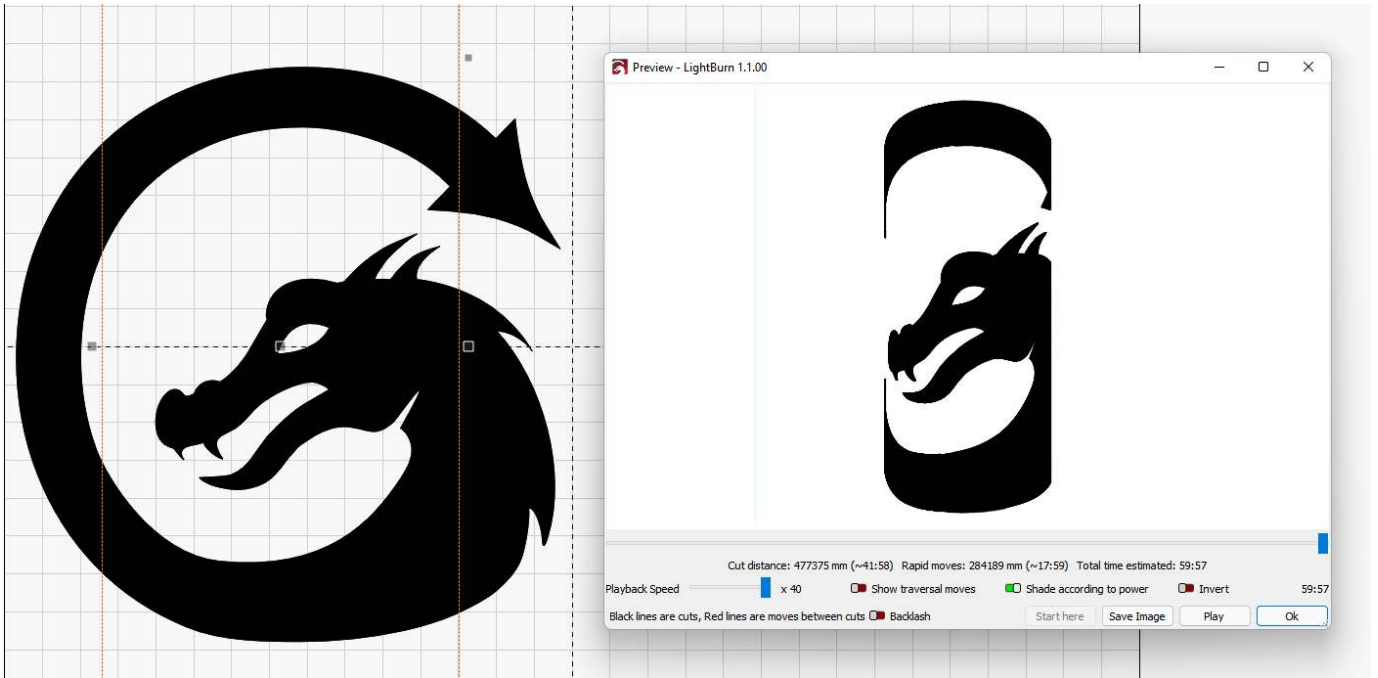 Preview - LightBurn 1.1.00
Cut distance: 477375 mm (~41:58) Rapid moves: 284189 mm (~17:59) Total time estimated: 59:57
Playback Speed x 40 Show traversal moves Shade according to power Invert 59:57
Black lines are cuts, Red lines are moves between cuts Backlash Start here Save Image Play Ok